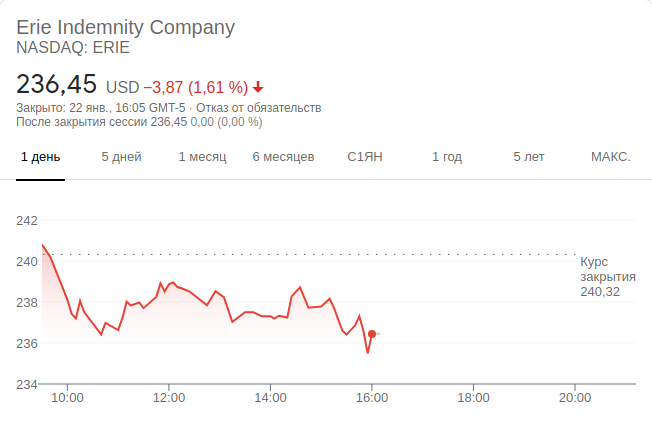 Erie Indemnity Company
NASDAQ: ERIE
236,45 USD −3,87 (1,61 %)
Закрыто: 22 янв., 16:05 GMT-5 · Отказ от обязательств
После закрытия сессии 236,45 0,00 (0,00 %)
1 день 5 дней 1 месяц 6 месяцев С1ЯН 1 год 5 лет МАКС.
242
240
238
236
234
Курс
закрытия
240,32
10:00 12:00 14:00 16:00 18:00 20:00